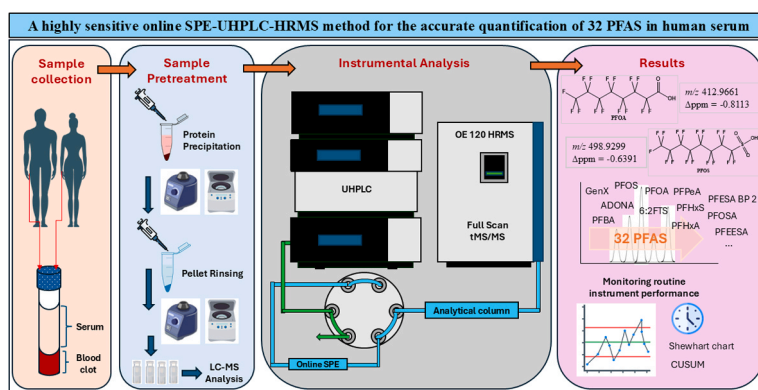 A highly sensitive online SPE-UHPLC-HRMS method for the accurate quantification of 32 PFAS in human serum
Sample
collection
Serum
Blood
clot
Sample
Pretreatment
Protein
Precipitation
Pellet Rinsing
LC-MS
Analysis
Instrumental Analysis
UHPLC
OE 120 HRMS
Full Scan
tMS/MS
Analytical column
Online SPE
Results
F F F F F F O
F
OH
F
F F F F F F F
PFOA
m/z 412.9661
Δppm = -0.8113
m/z 498.9299
Δppm = -0.6391
PFOS
GenX
PFOS
PFOA
PFPeA
PFESA BP 2
ADONA
6:2FTS
PFHxS
PFOSA
PFBA
PFHxA
PFEESA
32 PFAS
...
Monitoring routine
instrument performance
Shewhart chart
CUSUM